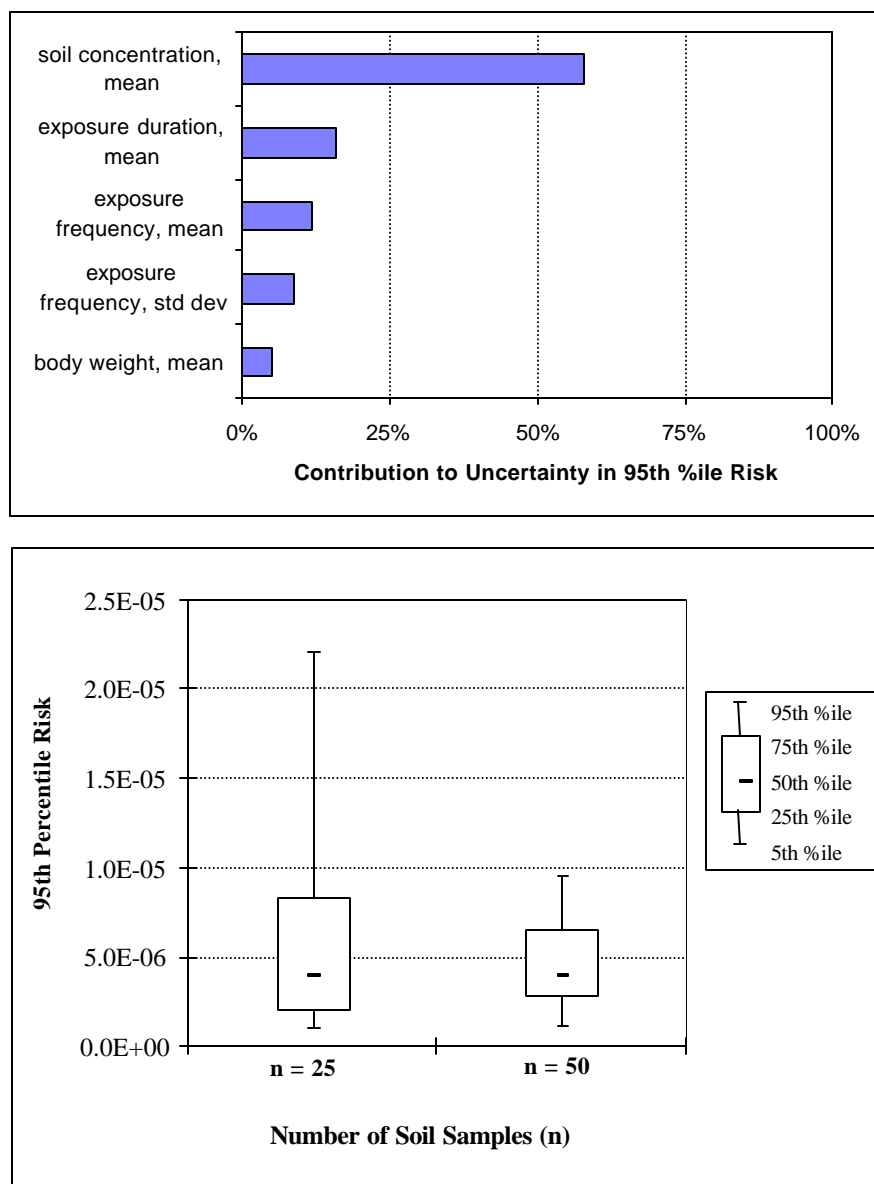 soil concentration,
mean
exposure duration,
mean
exposure
frequency, mean
exposure
frequency, std dev
body weight, mean
0% 25% 50% 75% 100%
Contribution to Uncertainty in 95th %ile Risk
2.5E-05
2.0E-05
1.5E-05
1.0E-05
5.0E-06
0.0E+00
95th Percentile Risk
n = 25 n = 50
Number of Soil Samples (n)
95th %ile
75th %ile
50th %ile
25th %ile
5th %ile